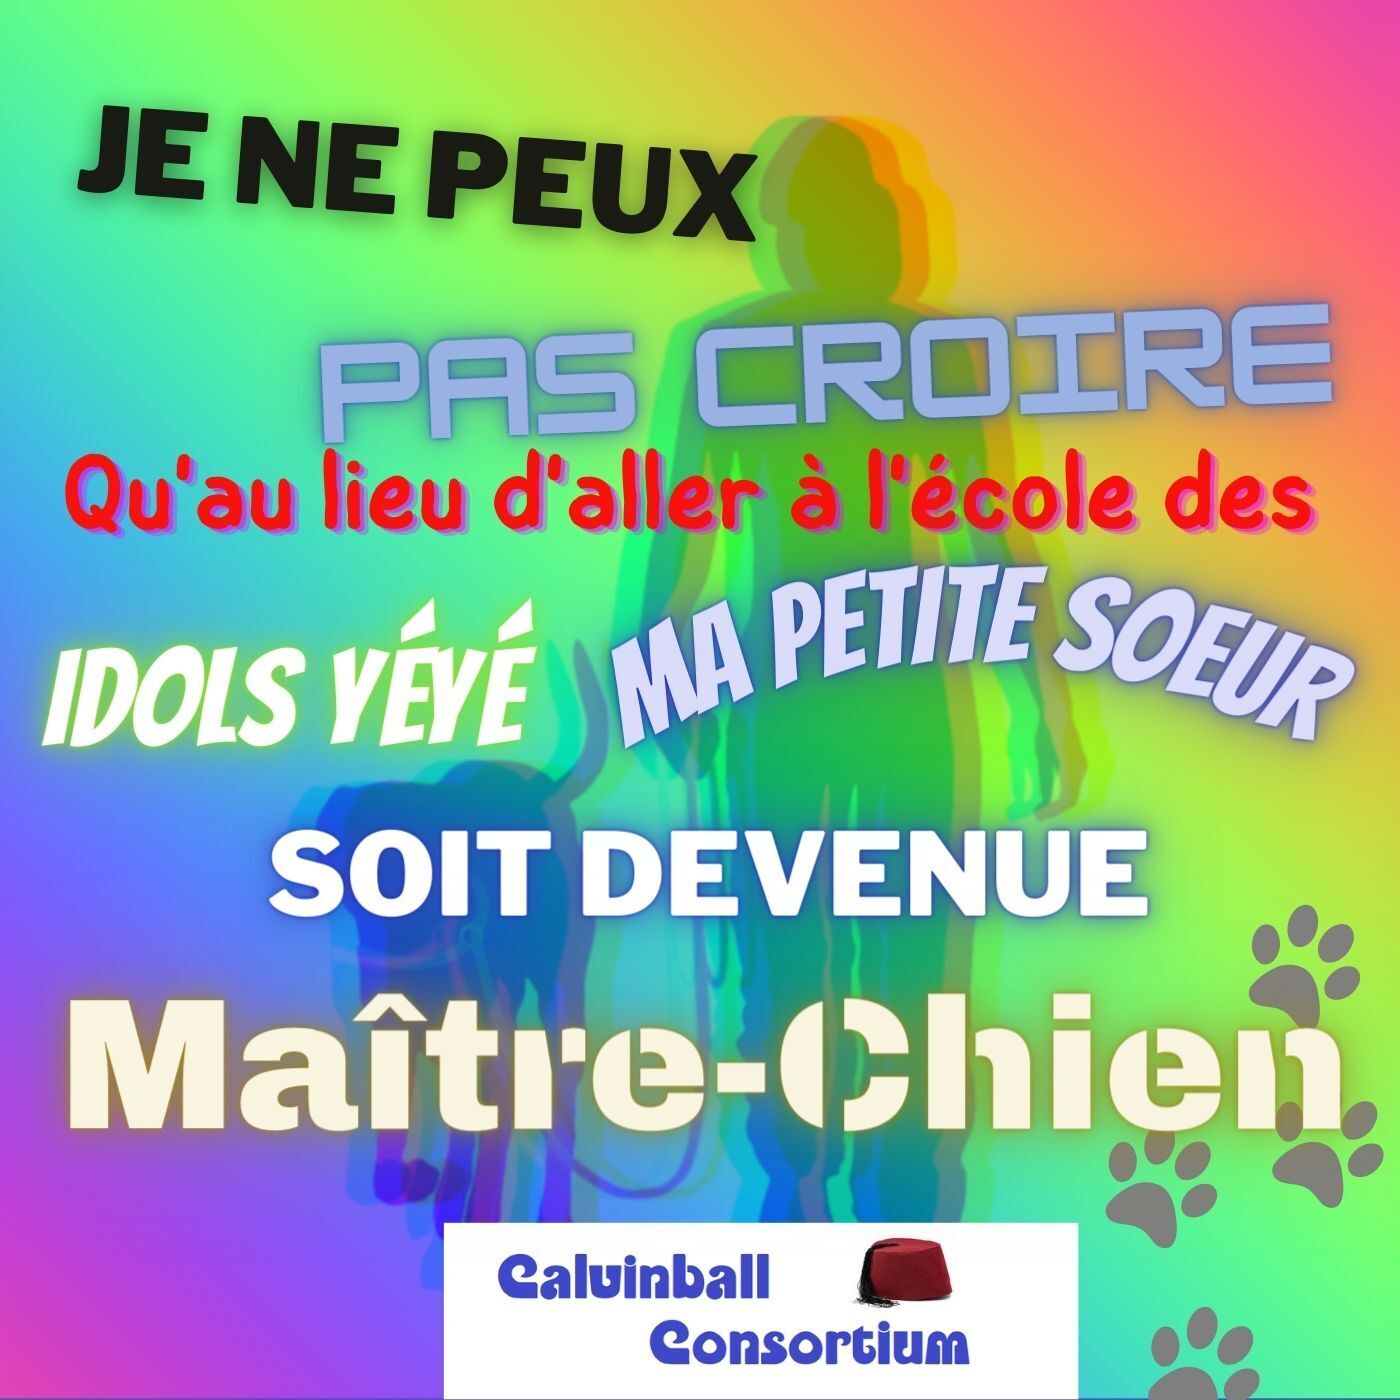 JE NE PEUX
PAS CROIRE
Qu'au lieu d'aller à l'école des
IDOLS YÉYÉ MA PETITE SOEUR
SOIT DEVENUE
Maître-Chien
Calvinball
Consortium